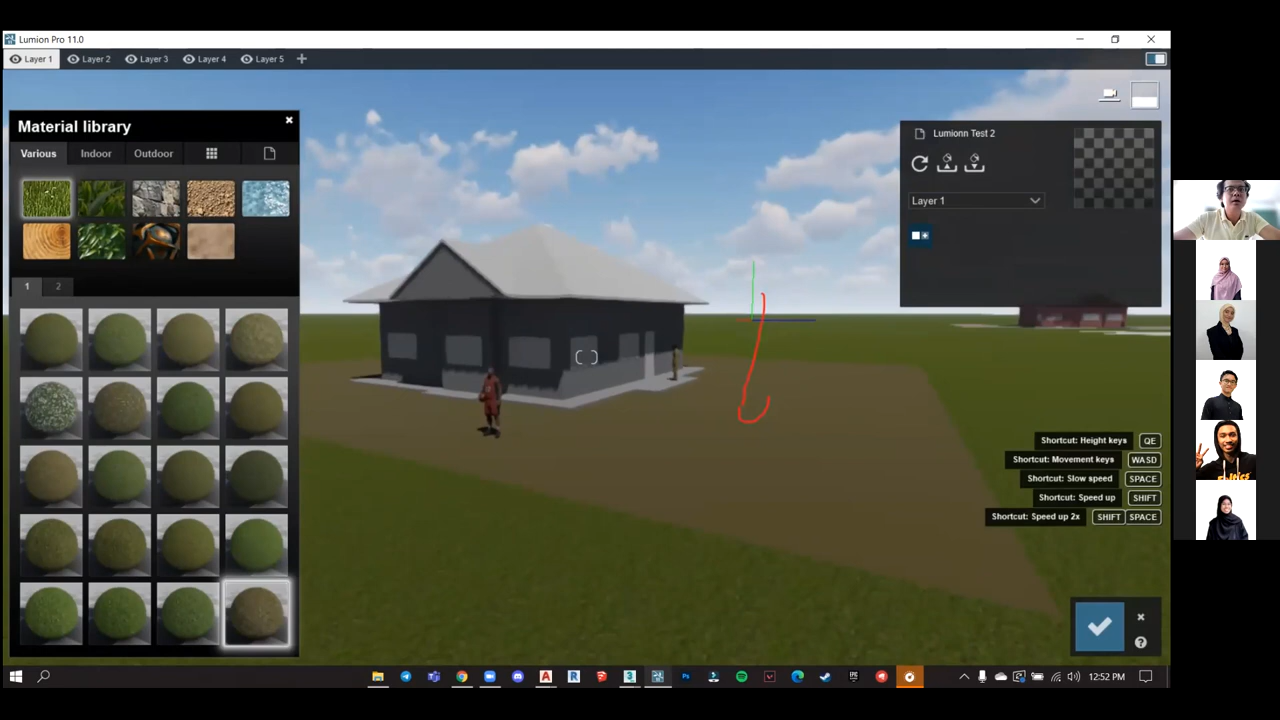 Lumion Pro 11.0
Layer 1
Layer 2
Layer 3
Layer 4
Layer 5
Material library
Various
Indoor
Outdoor
1
2
Lumionn Test 2
Layer 1
Shortcut: Height keys QE
Shortcut: Movement keys WASD
Shortcut: Slow speed SPACE
Shortcut: Speed up SHIFT
Shortcut: Speed up 2x SHIFT SPACE
12:52 PM